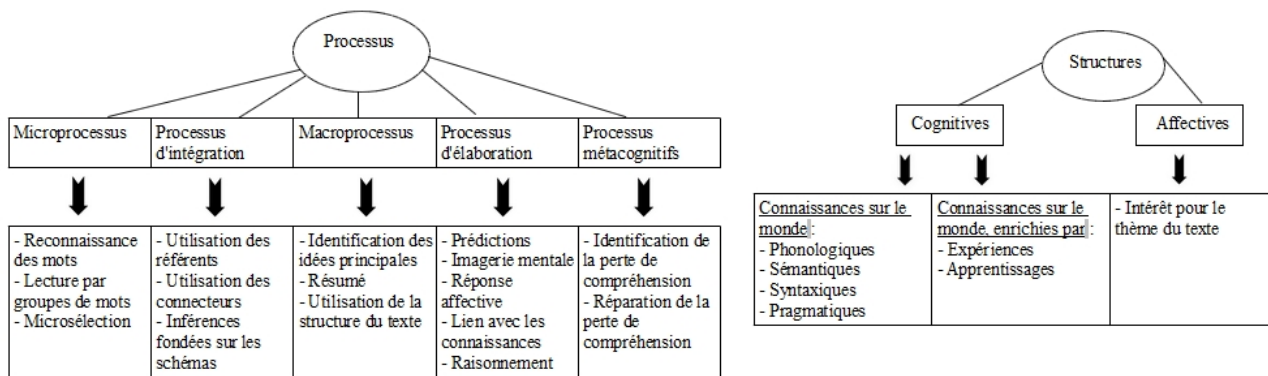 Processus
Microprocessus
Processus
d'intégration
Macroprocessus
Processus
d'élaboration
Processus
métacognitifs
- Reconnaissance
des mots
- Lecture par
groupes de mots
- Microsélection
- Utilisation des
référents
- Utilisation des
connecteurs
- Inférences
fondées sur les
schémas
- Identification des
idées principales
- Résumé
- Utilisation de la
structure du texte
- Prédictions
- Imagerie mentale
- Réponse
affective
- Lien avec les
connaissances
- Raisonnement
- Identification de
la perte de
compréhension
- Réparation de la
perte de
compréhension
Structures
Cognitives
Affectives
Connaissances sur le
monde :
- Phonologiques
- Sémantiques
- Syntaxiques
- Pragmatiques
Connaissances sur le
monde, enrichies par :
- Expériences
- Apprentissages
- Intérêt pour le
thème du texte